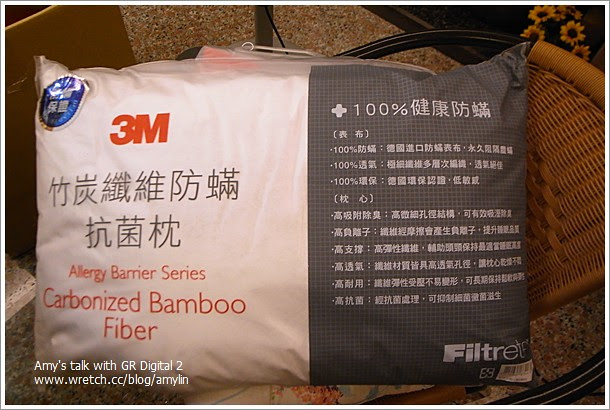 保證
3M
竹炭纖維防蟎
抗菌枕
Allergy Barrier Series
Carbonized Bamboo
Fiber
+100%健康防蟎
〔表 布〕
·100%防蟎：德國進口防蟎表布，永久阻隔塵蟎
·100%透氣：極細纖維多層次編織，透氣絕佳
·100%環保：德國環保認證，低敏感
〔枕 心〕
·高吸附除臭：高微細孔徑結構，可有效吸溼除臭
·高負離子：纖維經摩擦會產生負離子，提升睡眠品質
·高支撐：高彈性纖維，輔助頭頸保持最適當睡眠高度
·高透氣：纖維材質皆具高透氣孔徑，讓枕心乾燥不悶
·高耐用：纖維彈性受壓不易變形，可長期保持鬆軟與彈性
·高抗菌：經抗菌處理，可抑制細菌黴菌滋生
Filtrete
Amy's talk with GR Digital 2
www.wretch.cc/blog/amylin